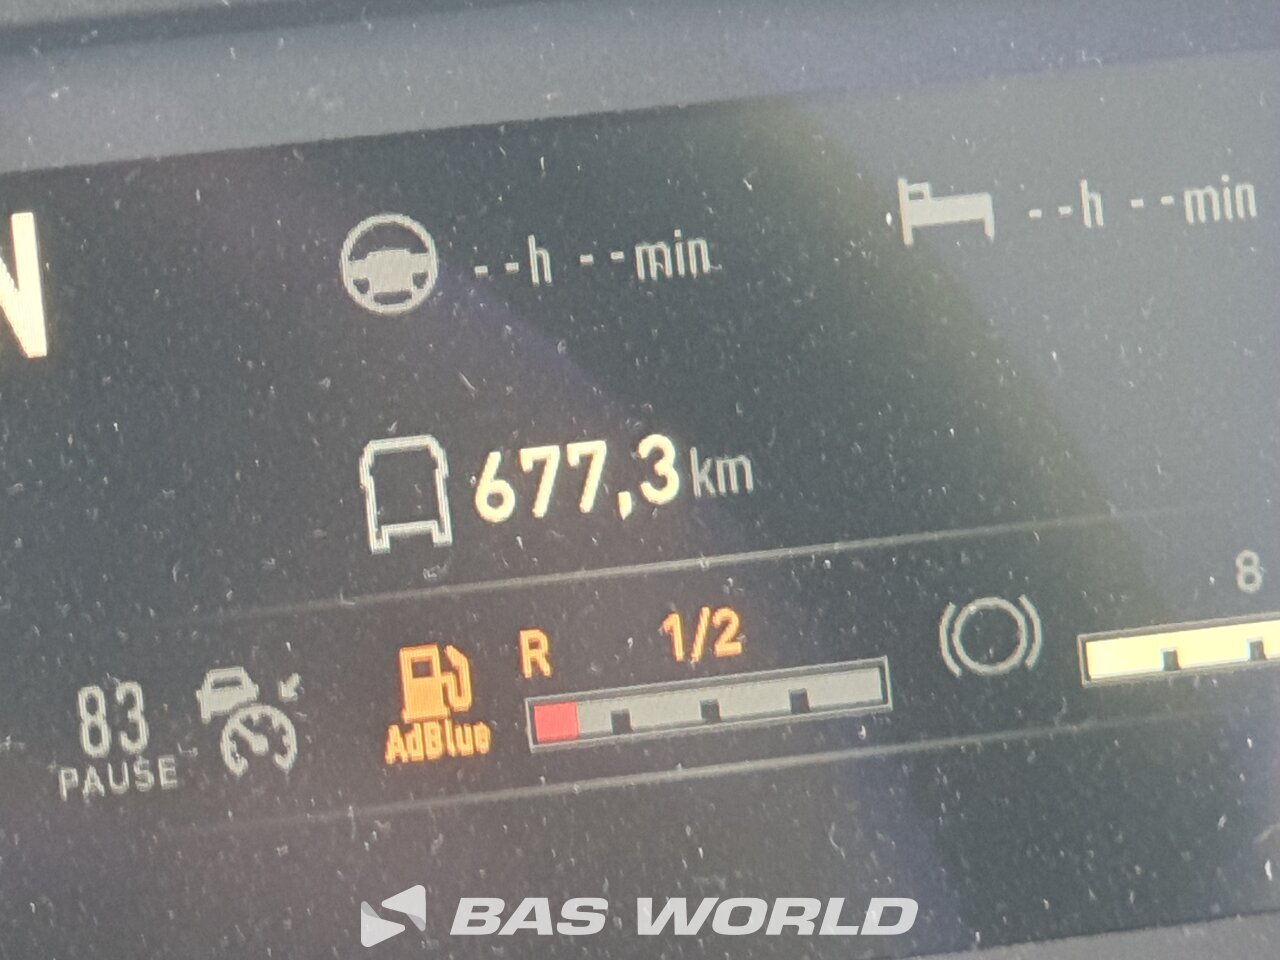 N
--h --min
--h --min
677,3 km
83
PAUSE
AdBlue
R 1/2
8
BAS WORLD